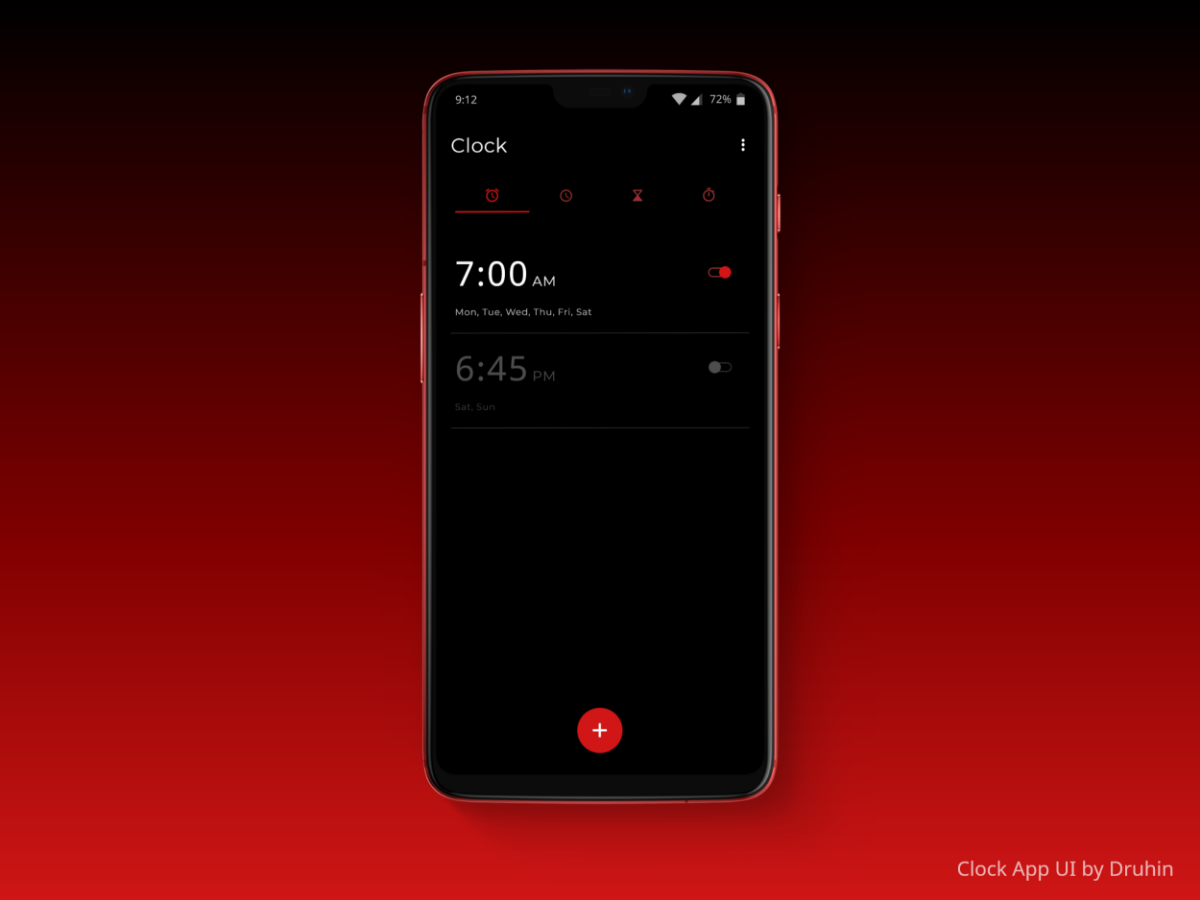 9:12 72%
Clock
7:00 AM
Mon, Tue, Wed, Thu, Fri, Sat
6:45 PM
Sat, Sun
Clock App UI by Druhin